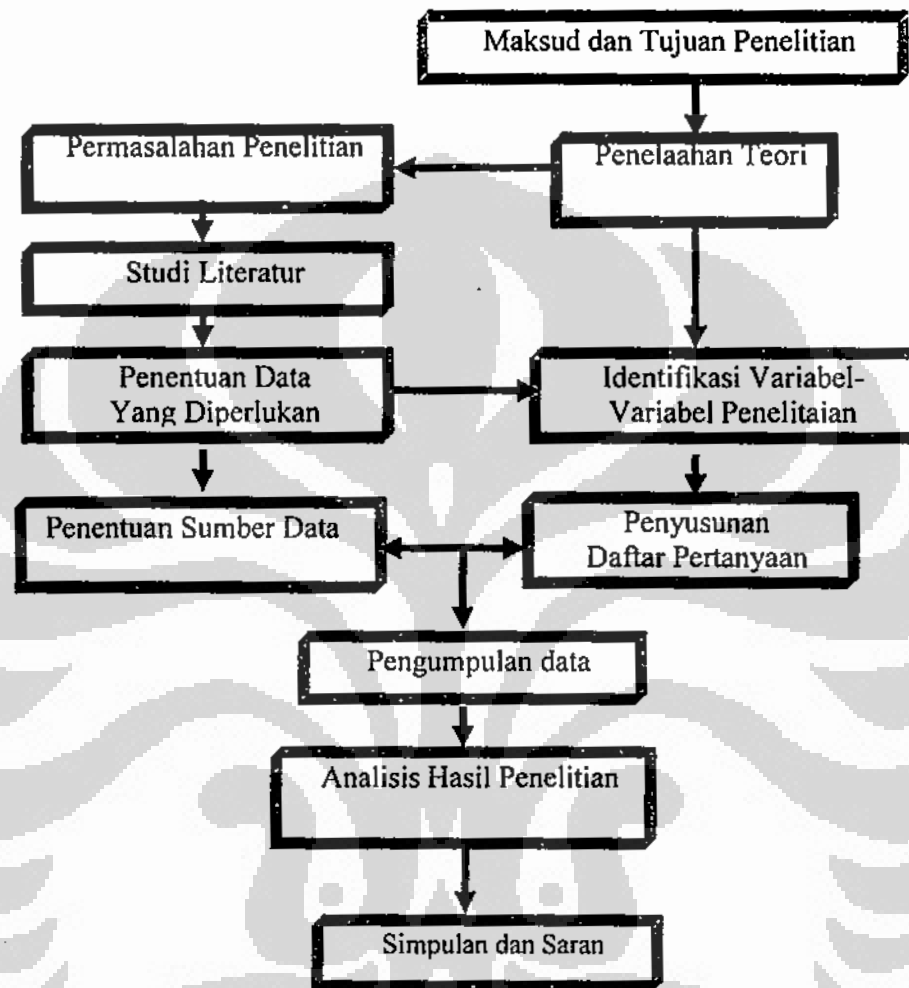 Maksud dan Tujuan Penelitian
Permasalahan Penelitian
Penelaahan Teori
Studi Literatur
Penentuan Data
Yang Diperlukan
Identifikasi Variabel-
Variabel Penelitaian
Penentuan Sumber Data
Penyusunan
Daftar Pertanyaan
Pengumpulan data
Analisis Hasil Penelitian
Simpulan dan Saran